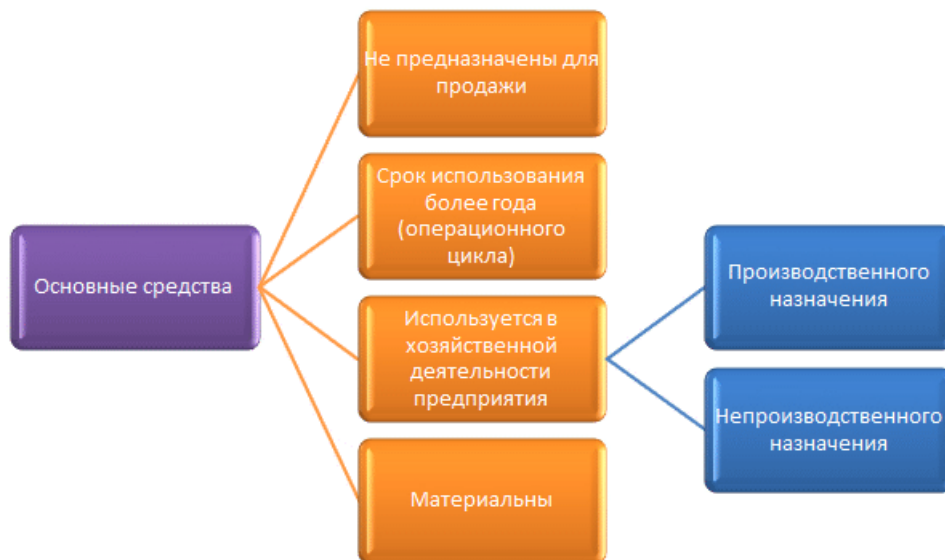 Основные средства
Не предназначены для
продажи
Срок использования
более года
(операционного
цикла)
Используется в
хозяйственной
деятельности
предприятия
Материальны
Производственного
назначения
Непроизводственного
назначения